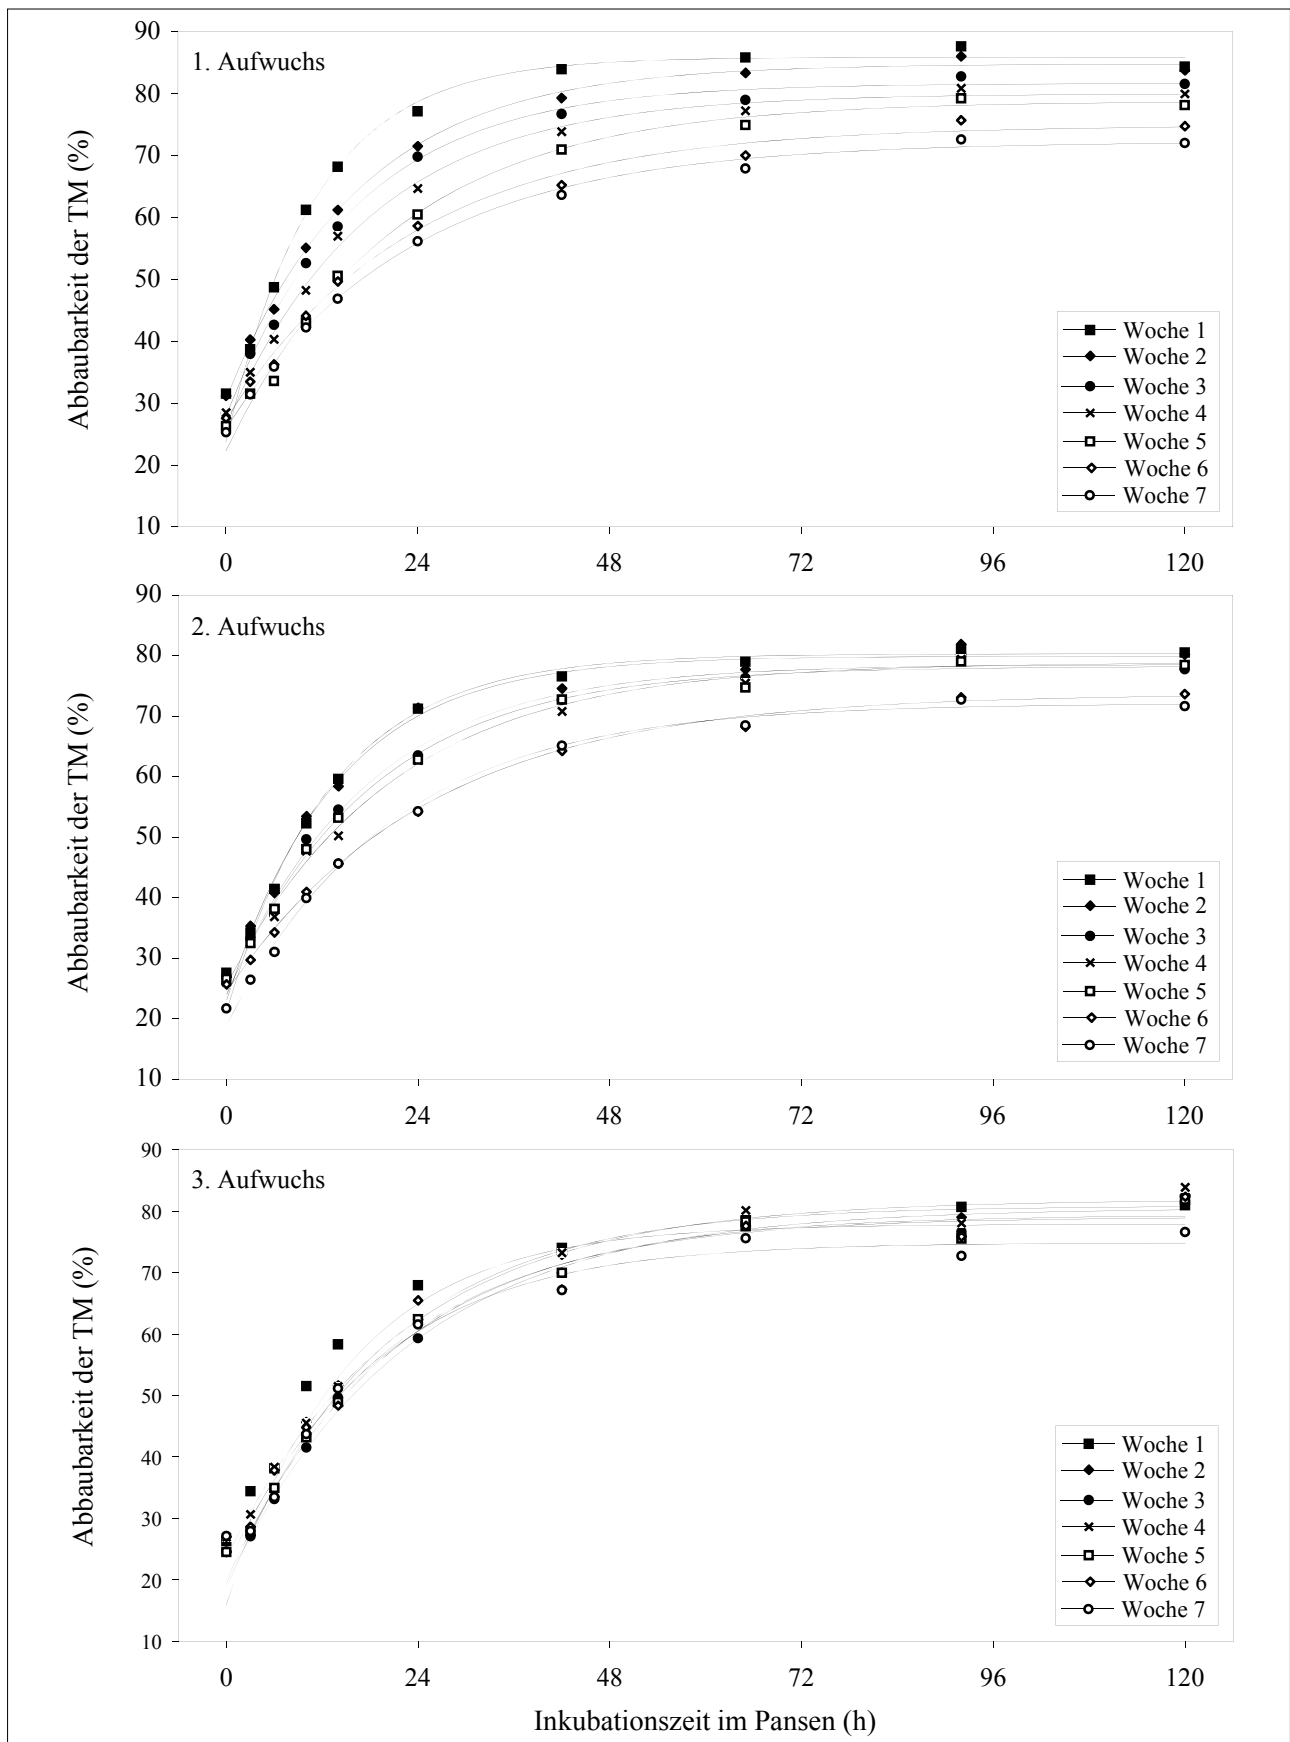 1. Aufwuchs
Abbaubarkeit der TM (%)
90
80
70
60
50
40
30
20
10
0 24 48 72 96 120
Woche 1
Woche 2
Woche 3
Woche 4
Woche 5
Woche 6
Woche 7
2. Aufwuchs
Abbaubarkeit der TM (%)
90
80
70
60
50
40
30
20
10
0 24 48 72 96 120
Woche 1
Woche 2
Woche 3
Woche 4
Woche 5
Woche 6
Woche 7
3. Aufwuchs
Abbaubarkeit der TM (%)
90
80
70
60
50
40
30
20
10
0 24 48 72 96 120
Woche 1
Woche 2
Woche 3
Woche 4
Woche 5
Woche 6
Woche 7
Inkubationszeit im Pansen (h)